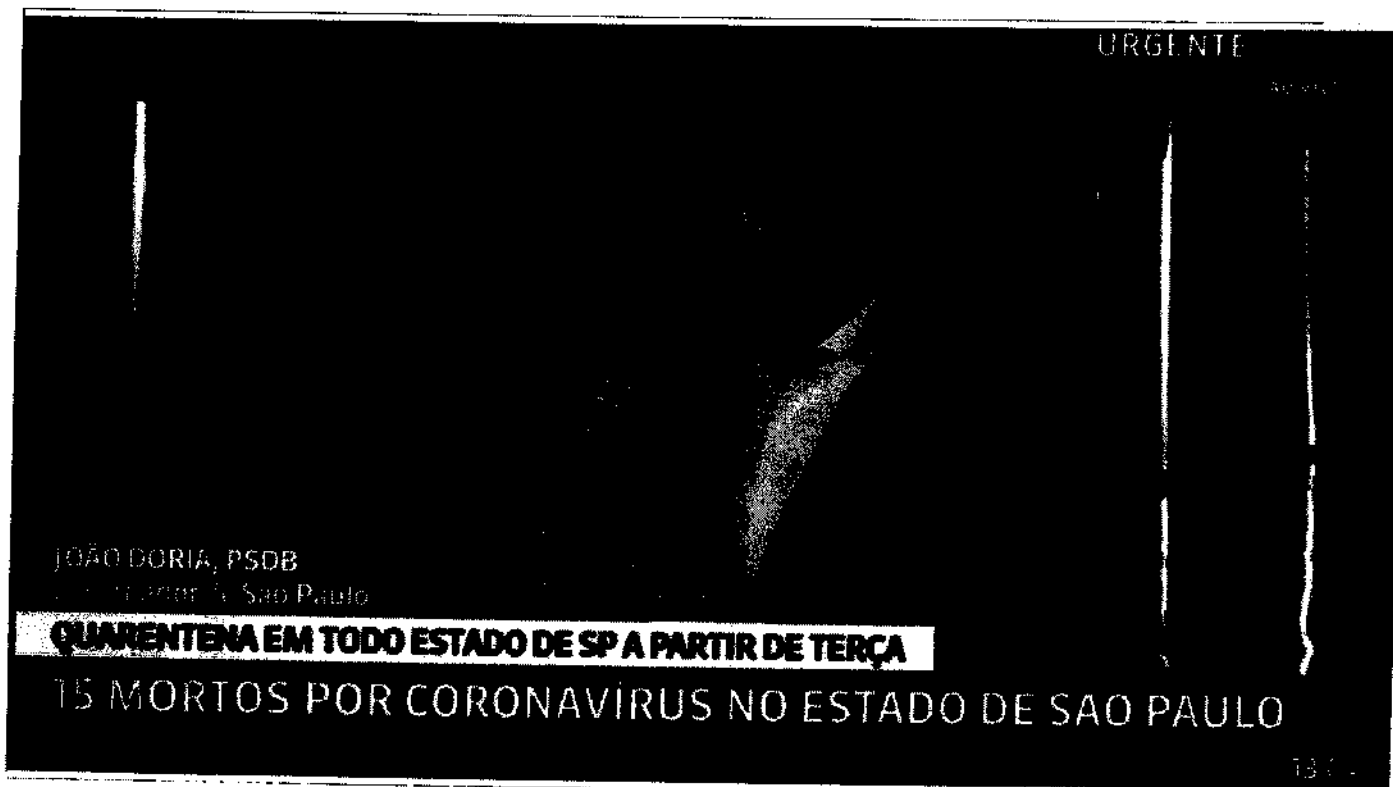 URGENTE
JOÃO DORIA, PSDB
São Paulo
QUARENTENA EM TODO ESTADO DE SP A PARTIR DE TERÇA
15 MORTOS POR CORONAVÍRUS NO ESTADO DE SAO PAULO